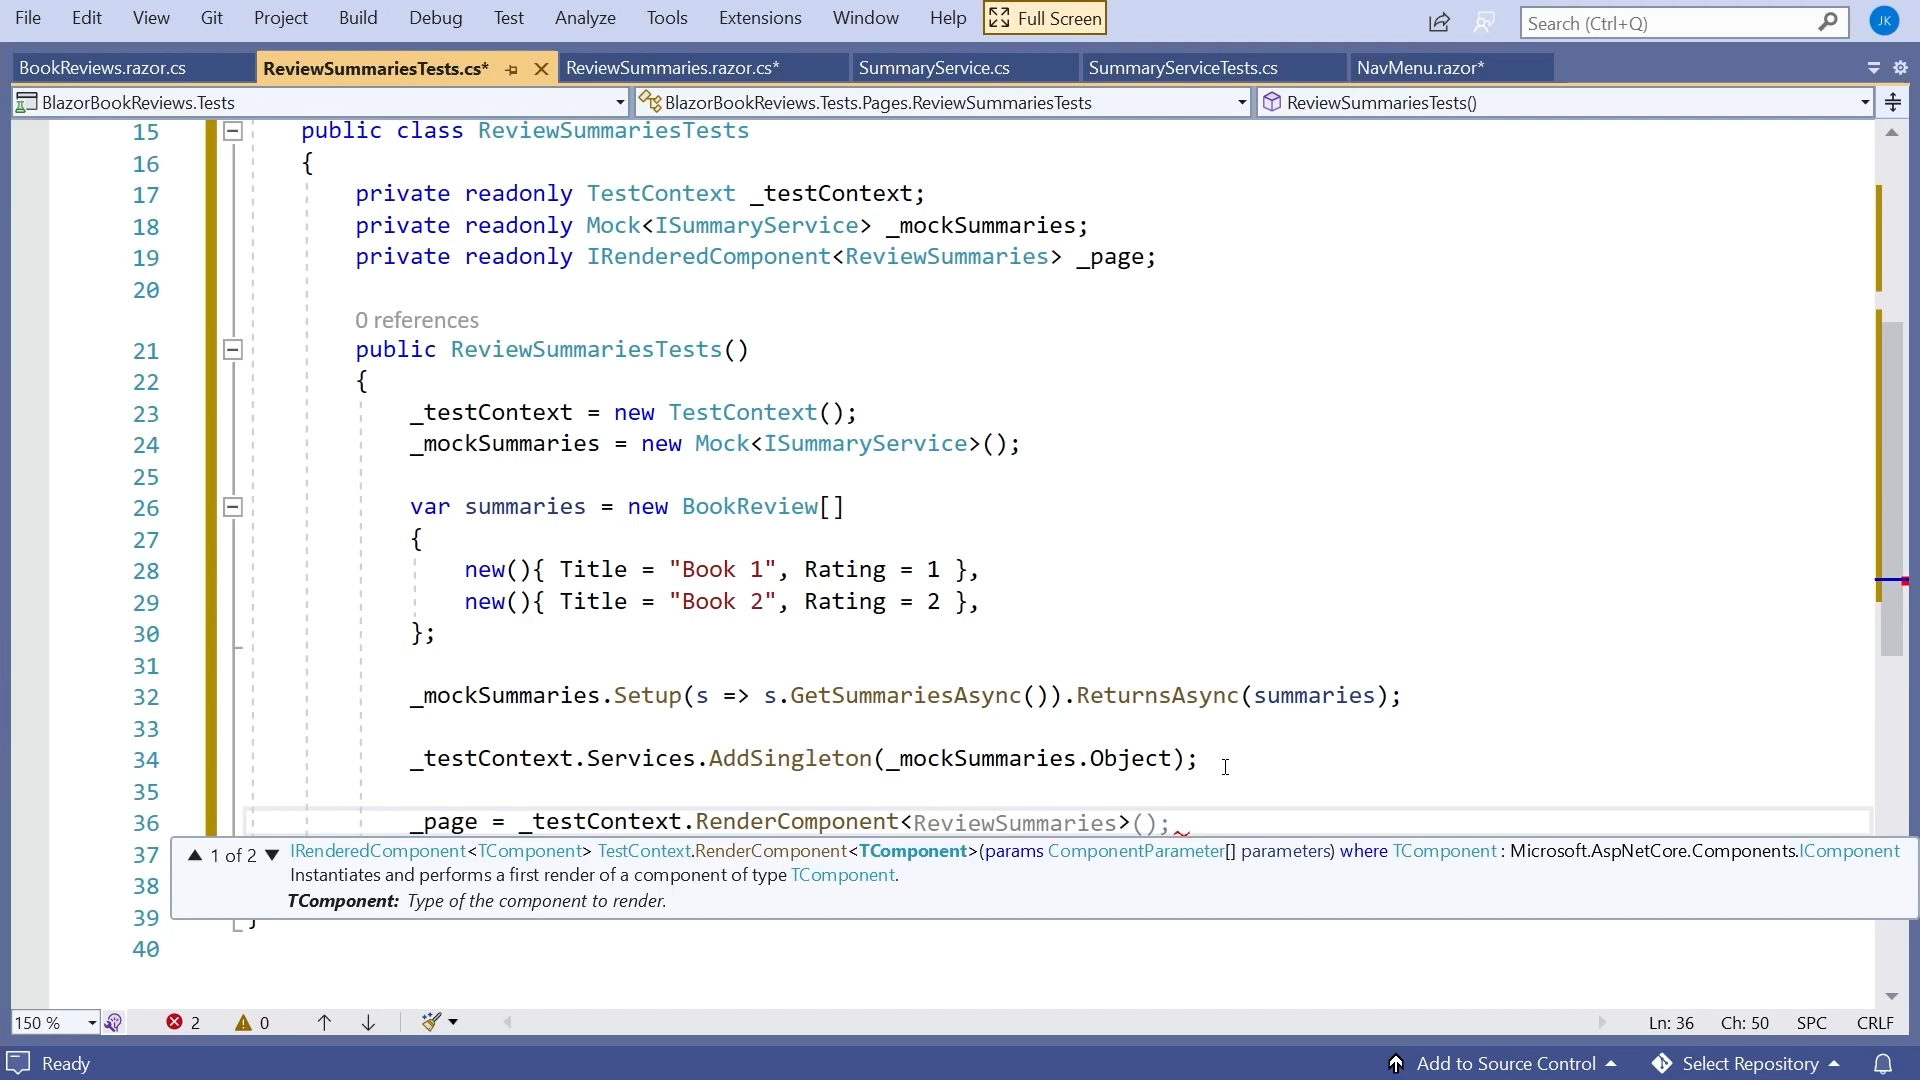 File Edit View Git Project Build Debug Test Analyze Tools Extensions Window Help Full Screen Search (Ctrl+Q) JK
BookReviews.razor.cs ReviewSummariesTests.cs* ReviewSummaries.razor.cs* SummaryService.cs SummaryServiceTests.cs NavMenu.razor*
BlazorBookReviews.Tests BlazorBookReviews.Tests.Pages.ReviewSummariesTests ReviewSummariesTests()
15 public class ReviewSummariesTests
16 {
17 private readonly TestContext _testContext;
18 private readonly Mock<ISummaryService> _mockSummaries;
19 private readonly IRenderedComponent<ReviewSummaries> _page;
20
0 references
21 public ReviewSummariesTests()
22 {
23 _testContext = new TestContext();
24 _mockSummaries = new Mock<ISummaryService>();
25
26 var summaries = new BookReview[]
27 {
28 new(){ Title = "Book 1", Rating = 1 },
29 new(){ Title = "Book 2", Rating = 2 },
30 };
31
32 _mockSummaries.Setup(s => s.GetSummariesAsync()).ReturnsAsync(summaries);
33
34 _testContext.Services.AddSingleton(_mockSummaries.Object);
35
36 _page = _testContext.RenderComponent<ReviewSummaries>();
37 ▲ 1 of 2 ▼ IRenderedComponent<TComponent> TestContext.RenderComponent<TComponent>(params ComponentParameter[] parameters) where TComponent : Microsoft.AspNetCore.Components.IComponent
Instantiates and performs a first render of a component of type TComponent.
38 TComponent: Type of the component to render.
39 }
40
150 % 2 0 Ln: 36 Ch: 50 SPC CRLF
Ready Add to Source Control Select Repository